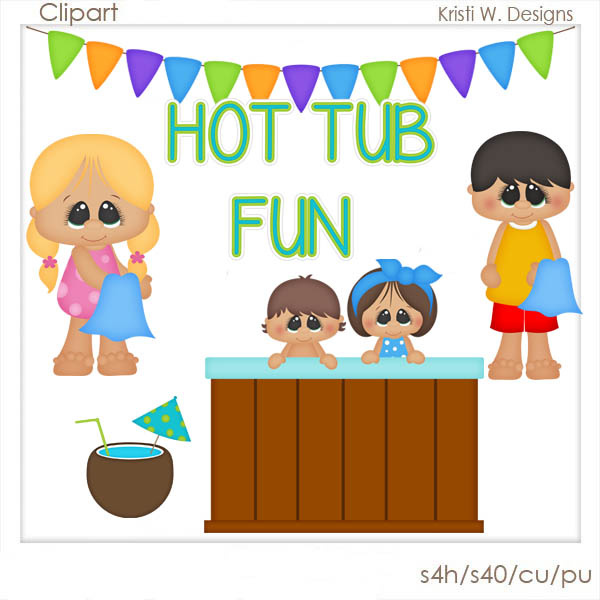 Clipart
Kristi W. Designs
HOT TUB
FUN
s4h/s40/cu/pu